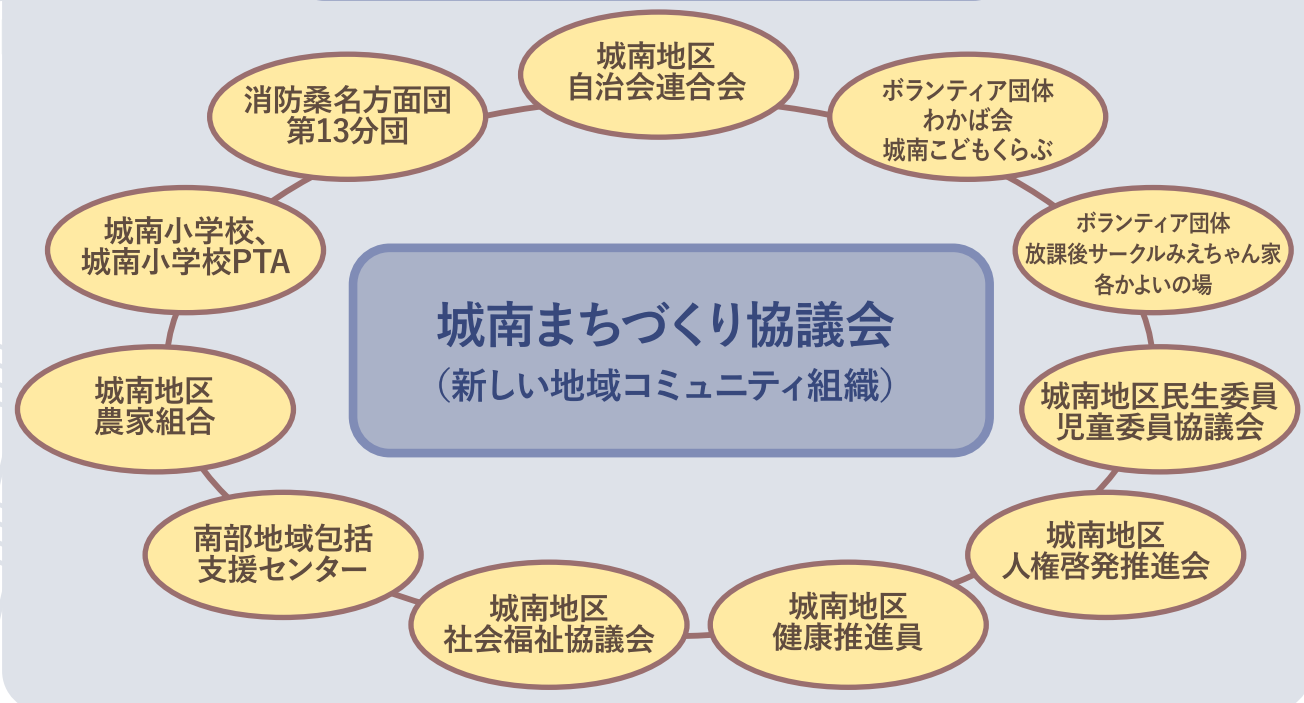 城南地区
自治会連合会
消防桑名方面団
第13分団
ボランティア団体
わかば会
城南こどもくらぶ
城南小学校、
城南小学校PTA
ボランティア団体
放課後サークルみえちゃん家
各かよいの場
城南まちづくり協議会
（新しい地域コミュニティ組織）
城南地区
農家組合
城南地区民生委員
児童委員協議会
南部地域包括
支援センター
城南地区
人権啓発推進会
城南地区
社会福祉協議会
城南地区
健康推進員